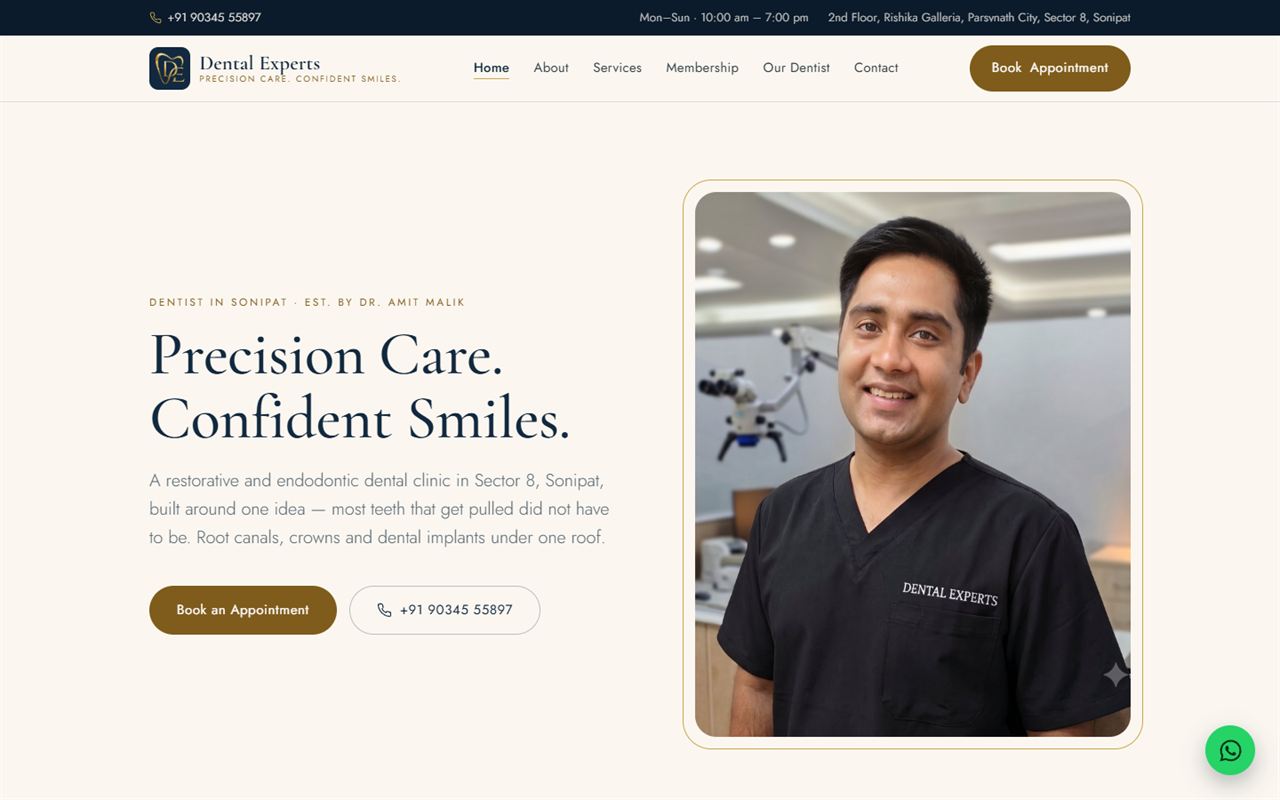 +91 90345 55897
Mon–Sun · 10:00 am – 7:00 pm
2nd Floor, Rishika Galleria, Parsvnath City, Sector 8, Sonipat
DE
Dental Experts
PRECISION CARE. CONFIDENT SMILES.
Home
About
Services
Membership
Our Dentist
Contact
Book Appointment
DENTIST IN SONIPAT · EST. BY DR. AMIT MALIK
Precision Care.
Confident Smiles.
A restorative and endodontic dental clinic in Sector 8, Sonipat,
built around one idea — most teeth that get pulled did not have
to be. Root canals, crowns and dental implants under one roof.
Book an Appointment
+91 90345 55897
DENTAL EXPERTS